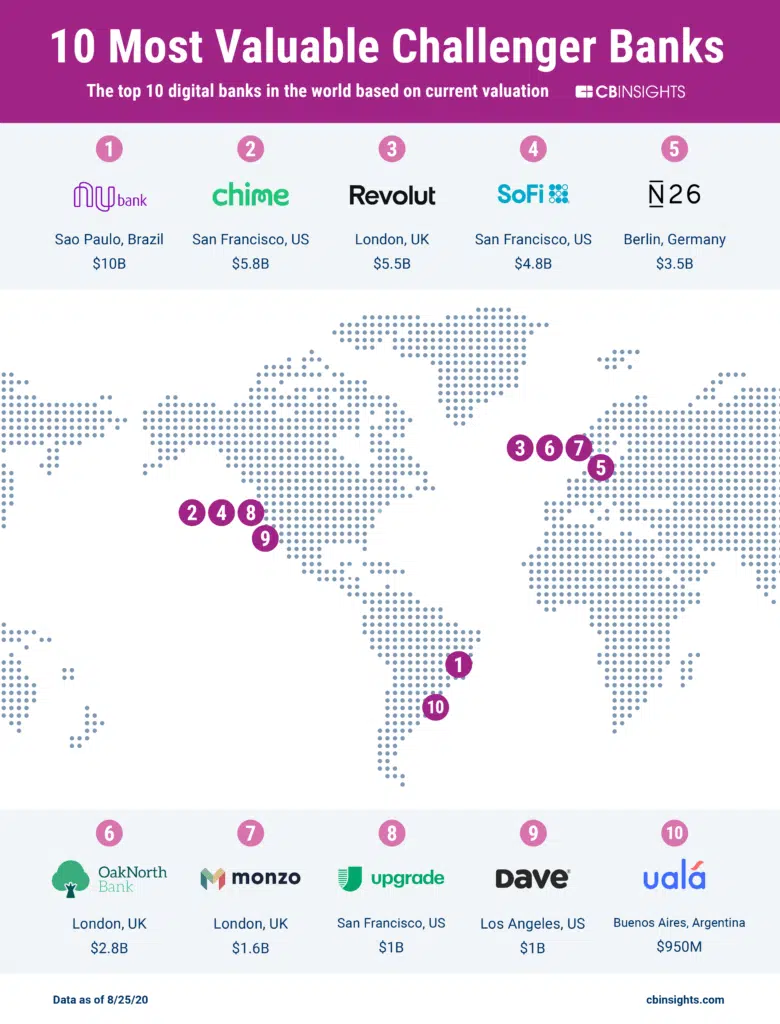 10 Most Valuable Challenger Banks
The top 10 digital banks in the world based on current valuation CBINSIGHTS
1 2 3 4 5
nu bank chime Revolut SoFi N26
Sao Paulo, Brazil San Francisco, US London, UK San Francisco, US Berlin, Germany
$10B $5.8B $5.5B $4.8B $3.5B
3 6 7
5
2 4 8
9
1
10
6 7 8 9 10
OakNorth Bank monzo upgrade Dave ualá
London, UK London, UK San Francisco, US Los Angeles, US Buenos Aires, Argentina
$2.8B $1.6B $1B $1B $950M
Data as of 8/25/20 cbinsights.com